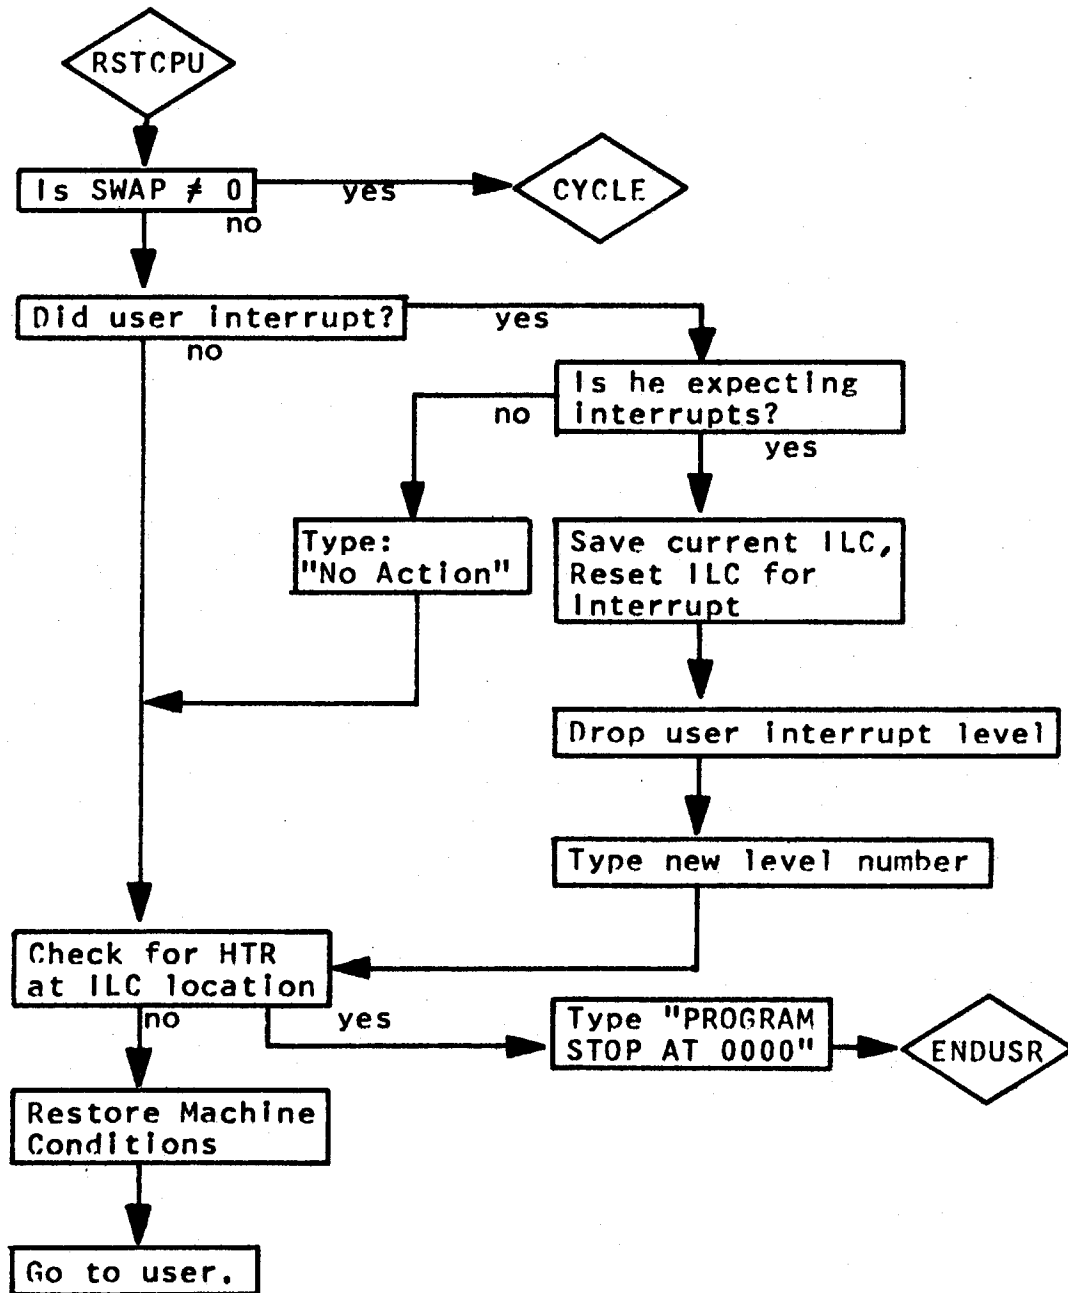 RSTCPU
Is SWAP ≠ 0
yes
CYCLE
no
Did user interrupt?
yes
no
Is he expecting
interrupts?
no
yes
Type:
"No Action"
Save current ILC,
Reset ILC for
Interrupt
Drop user interrupt level
Type new level number
Check for HTR
at ILC location
no
yes
Type "PROGRAM
STOP AT 0000"
ENDUSR
Restore Machine
Conditions
Go to user.